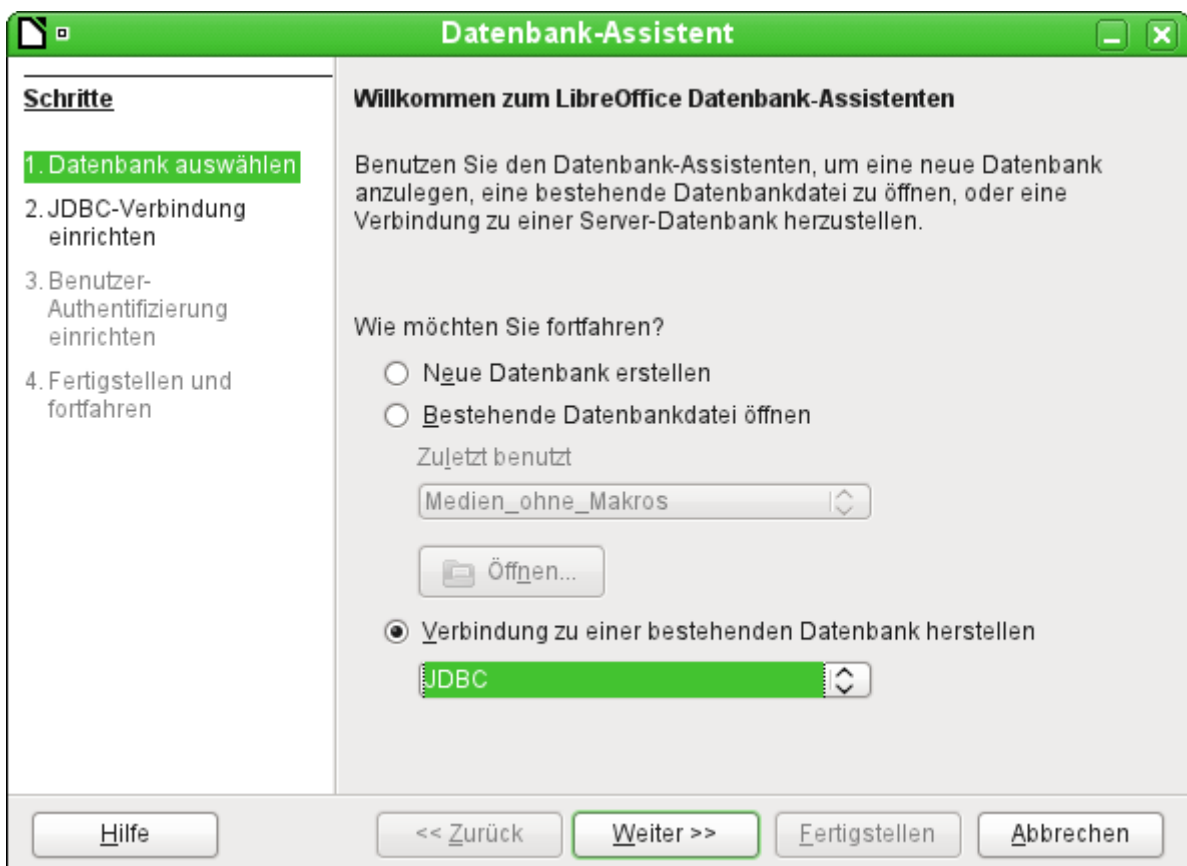 Datenbank-Assistent
Schritte
1. Datenbank auswählen
2. JDBC-Verbindung
einrichten
3. Benutzer-
Authentifizierung
einrichten
4. Fertigstellen und
fortfahren
Willkommen zum LibreOffice Datenbank-Assistenten
Benutzen Sie den Datenbank-Assistenten, um eine neue Datenbank
anzulegen, eine bestehende Datenbankdatei zu öffnen, oder eine
Verbindung zu einer Server-Datenbank herzustellen.
Wie möchten Sie fortfahren?
Neue Datenbank erstellen
Bestehende Datenbankdatei öffnen
Zuletzt benutzt
Medien_ohne_Makros
Öffnen...
Verbindung zu einer bestehenden Datenbank herstellen
JDBC
Hilfe
<< Zurück
Weiter >>
Fertigstellen
Abbrechen